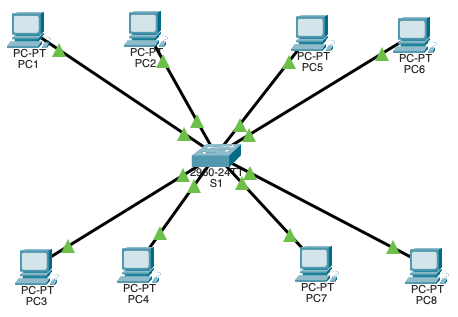 PC-PT
PC1
PC-PT
PC2
PC-PT
PC5
PC-PT
PC6
2960-24TT
S1
PC-PT
PC3
PC-PT
PC4
PC-PT
PC7
PC-PT
PC8